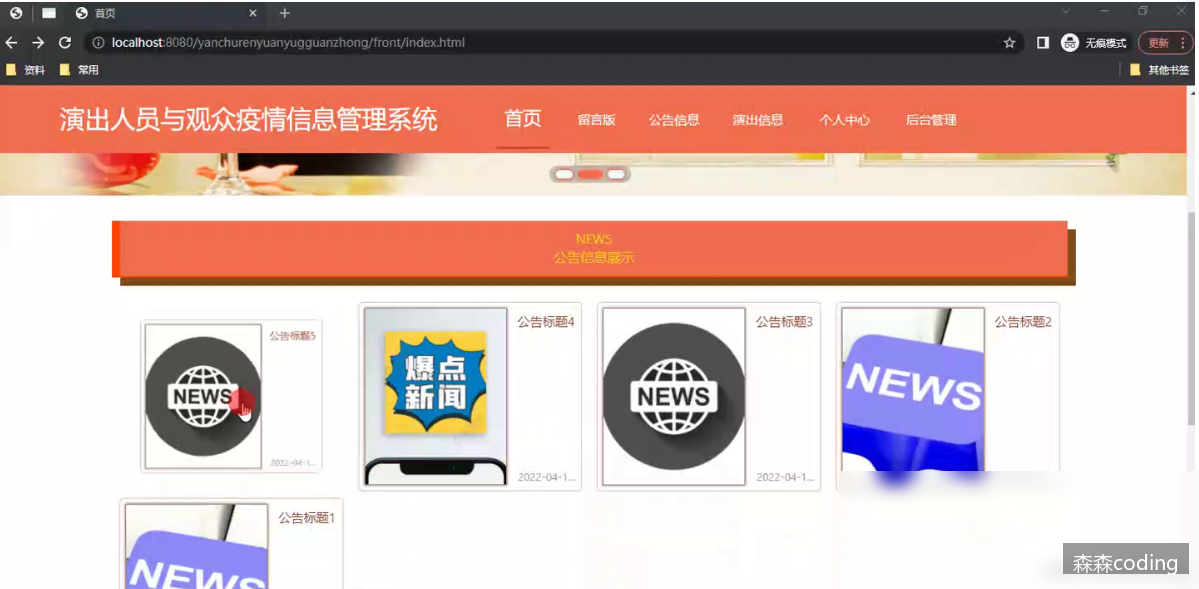 首页
localhost:8080/yanchurenyuanyugguanzhong/front/index.html
无痕模式
更新
资料
常用
其他书签
演出人员与观众疫情信息管理系统
首页
留言版
公告信息
演出信息
个人中心
后台管理
NEWS
公告信息展示
NEWS
公告标题5
2022-04-1...
爆点
新闻
公告标题4
2022-04-1...
NEWS
公告标题3
2022-04-1...
NEWS
公告标题2
NEWS
公告标题1
森森coding